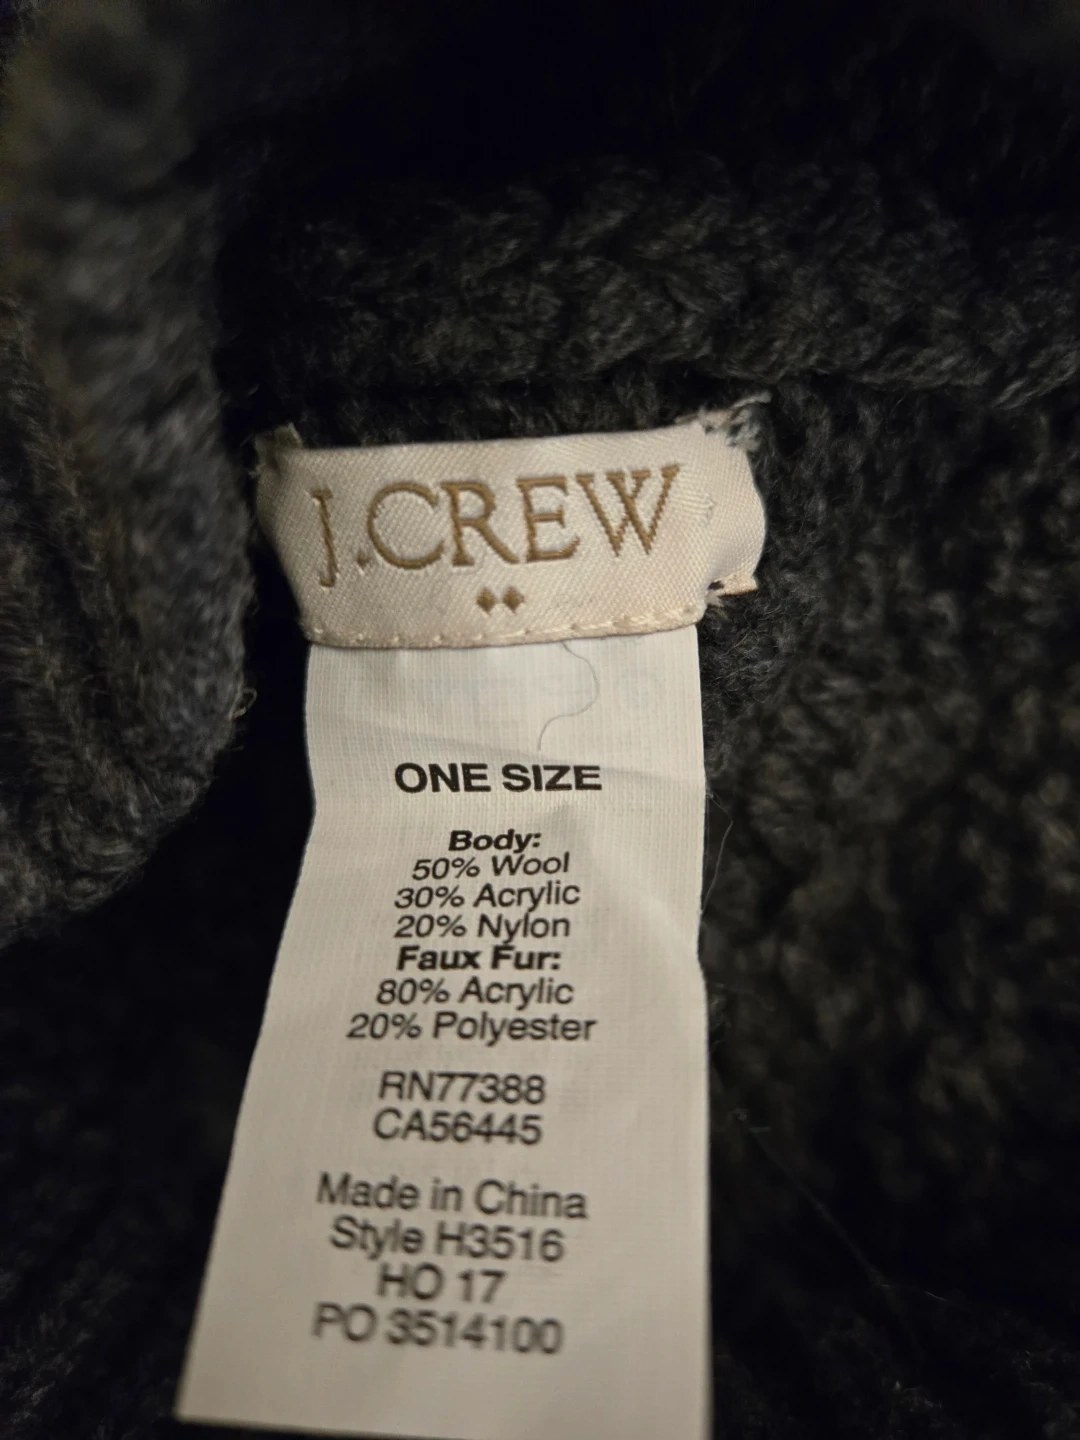 J.CREW
ONE SIZE
Body:
50% Wool
30% Acrylic
20% Nylon
Faux Fur:
80% Acrylic
20% Polyester
RN77388
CA56445
Made in China
Style H3516
HO 17
PO 3514100